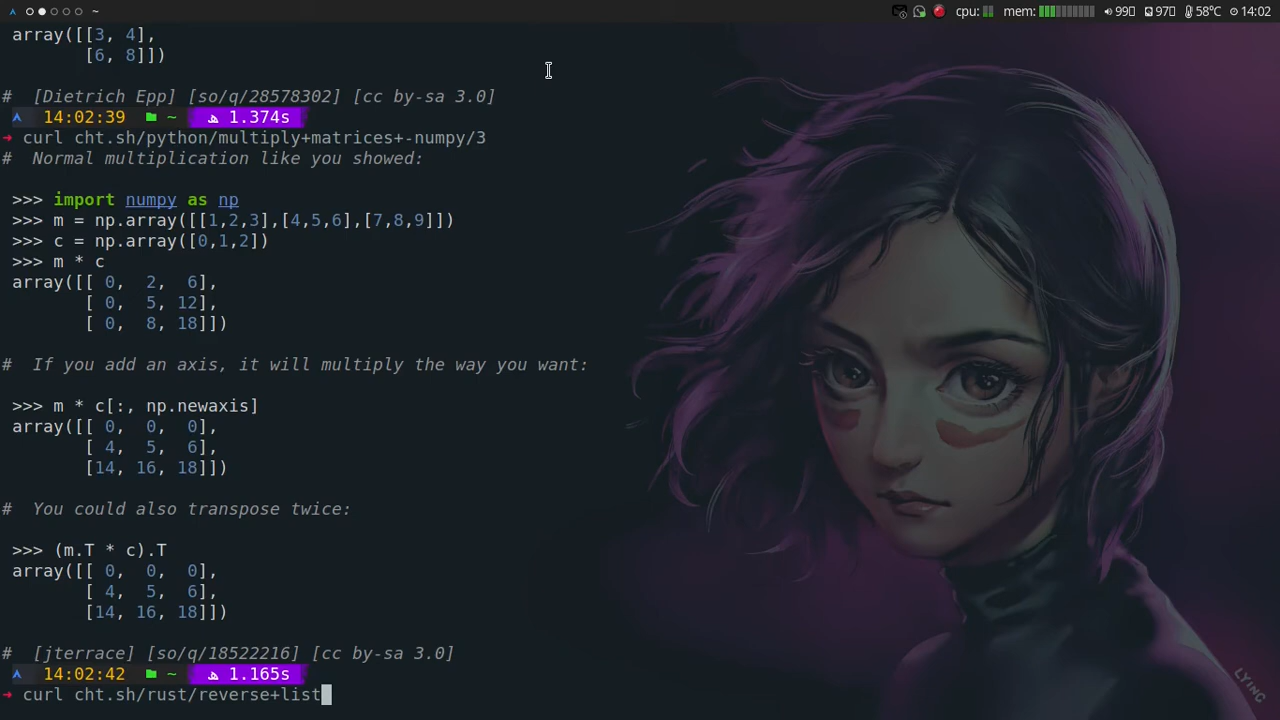 ~ cpu: mem: 99 97 58°C 14:02
array([[3, 4],
[6, 8]])
# [Dietrich Epp] [so/q/28578302] [cc by-sa 3.0]
14:02:39 ~ 1.374s
➜ curl cht.sh/python/multiply+matrices+-numpy/3
# Normal multiplication like you showed:
>>> import numpy as np
>>> m = np.array([[1,2,3],[4,5,6],[7,8,9]])
>>> c = np.array([0,1,2])
>>> m * c
array([[ 0, 2, 6],
[ 0, 5, 12],
[ 0, 8, 18]])
# If you add an axis, it will multiply the way you want:
>>> m * c[:, np.newaxis]
array([[ 0, 0, 0],
[ 4, 5, 6],
[14, 16, 18]])
# You could also transpose twice:
>>> (m.T * c).T
array([[ 0, 0, 0],
[ 4, 5, 6],
[14, 16, 18]])
# [jterrace] [so/q/18522216] [cc by-sa 3.0]
14:02:42 ~ 1.165s
➜ curl cht.sh/rust/reverse+list
LYING